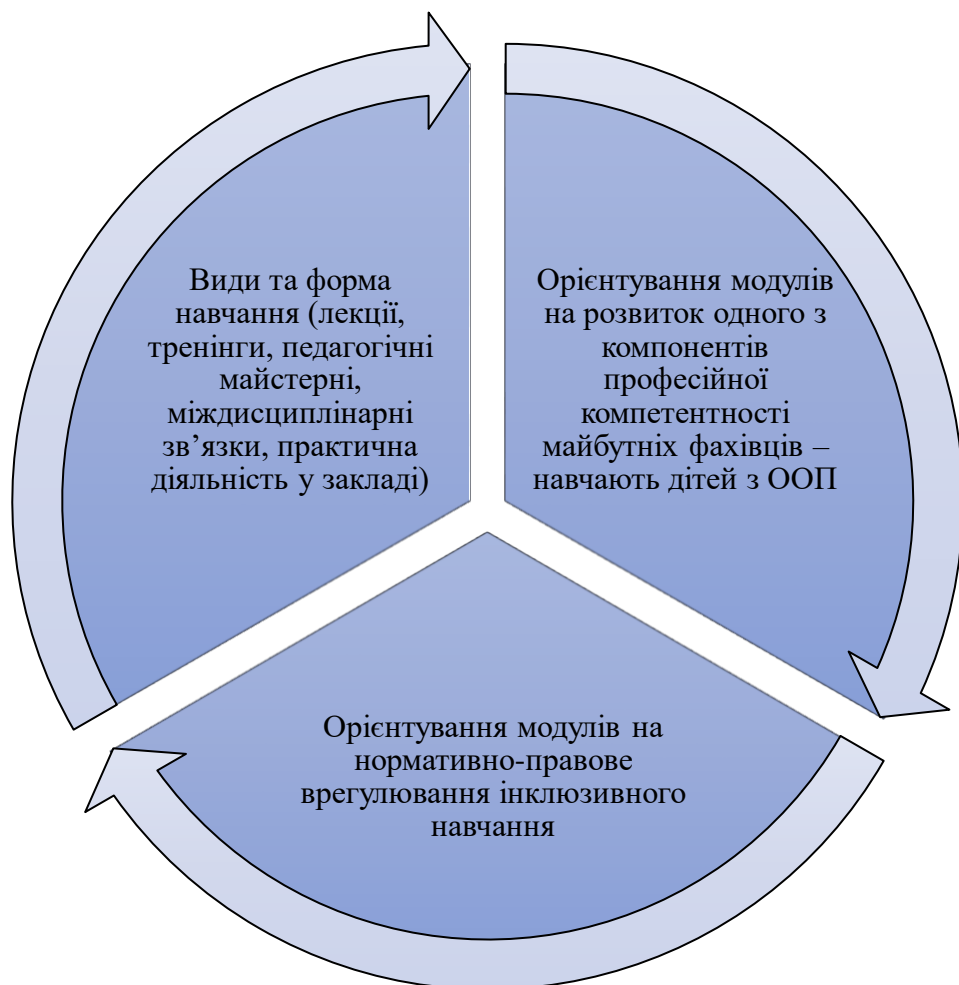 Види та форма
навчання (лекції,
тренінги, педагогічні
майстерні,
міждисциплінарні
зв’язки, практична
діяльність у закладі)
Орієнтування модулів
на розвиток одного з
компонентів
професійної
компетентності
майбутніх фахівців –
навчають дітей з ООП
Орієнтування модулів на
нормативно-правове
врегулювання інклюзивного
навчання